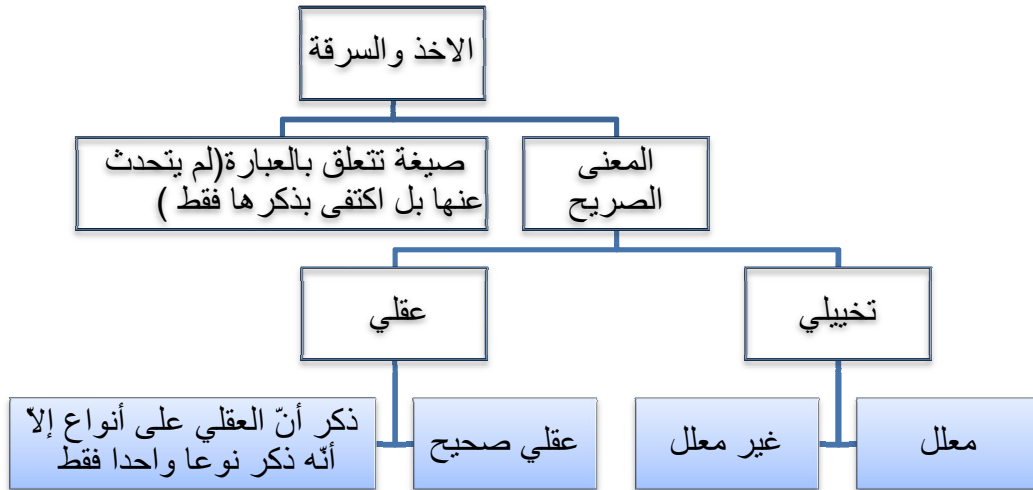 الاخذ والسرقة
المعنى
الصريح
صيغة تتعلق بالعبارة(لم يتحدث
عنها بل اكتفى بذكرها فقط )
تخييلي
عقلي
معلل
غير معلل
عقلي صحيح
ذكر أنّ العقلي على أنواع إلاّ
أنّه ذكر نوعا واحدا فقط